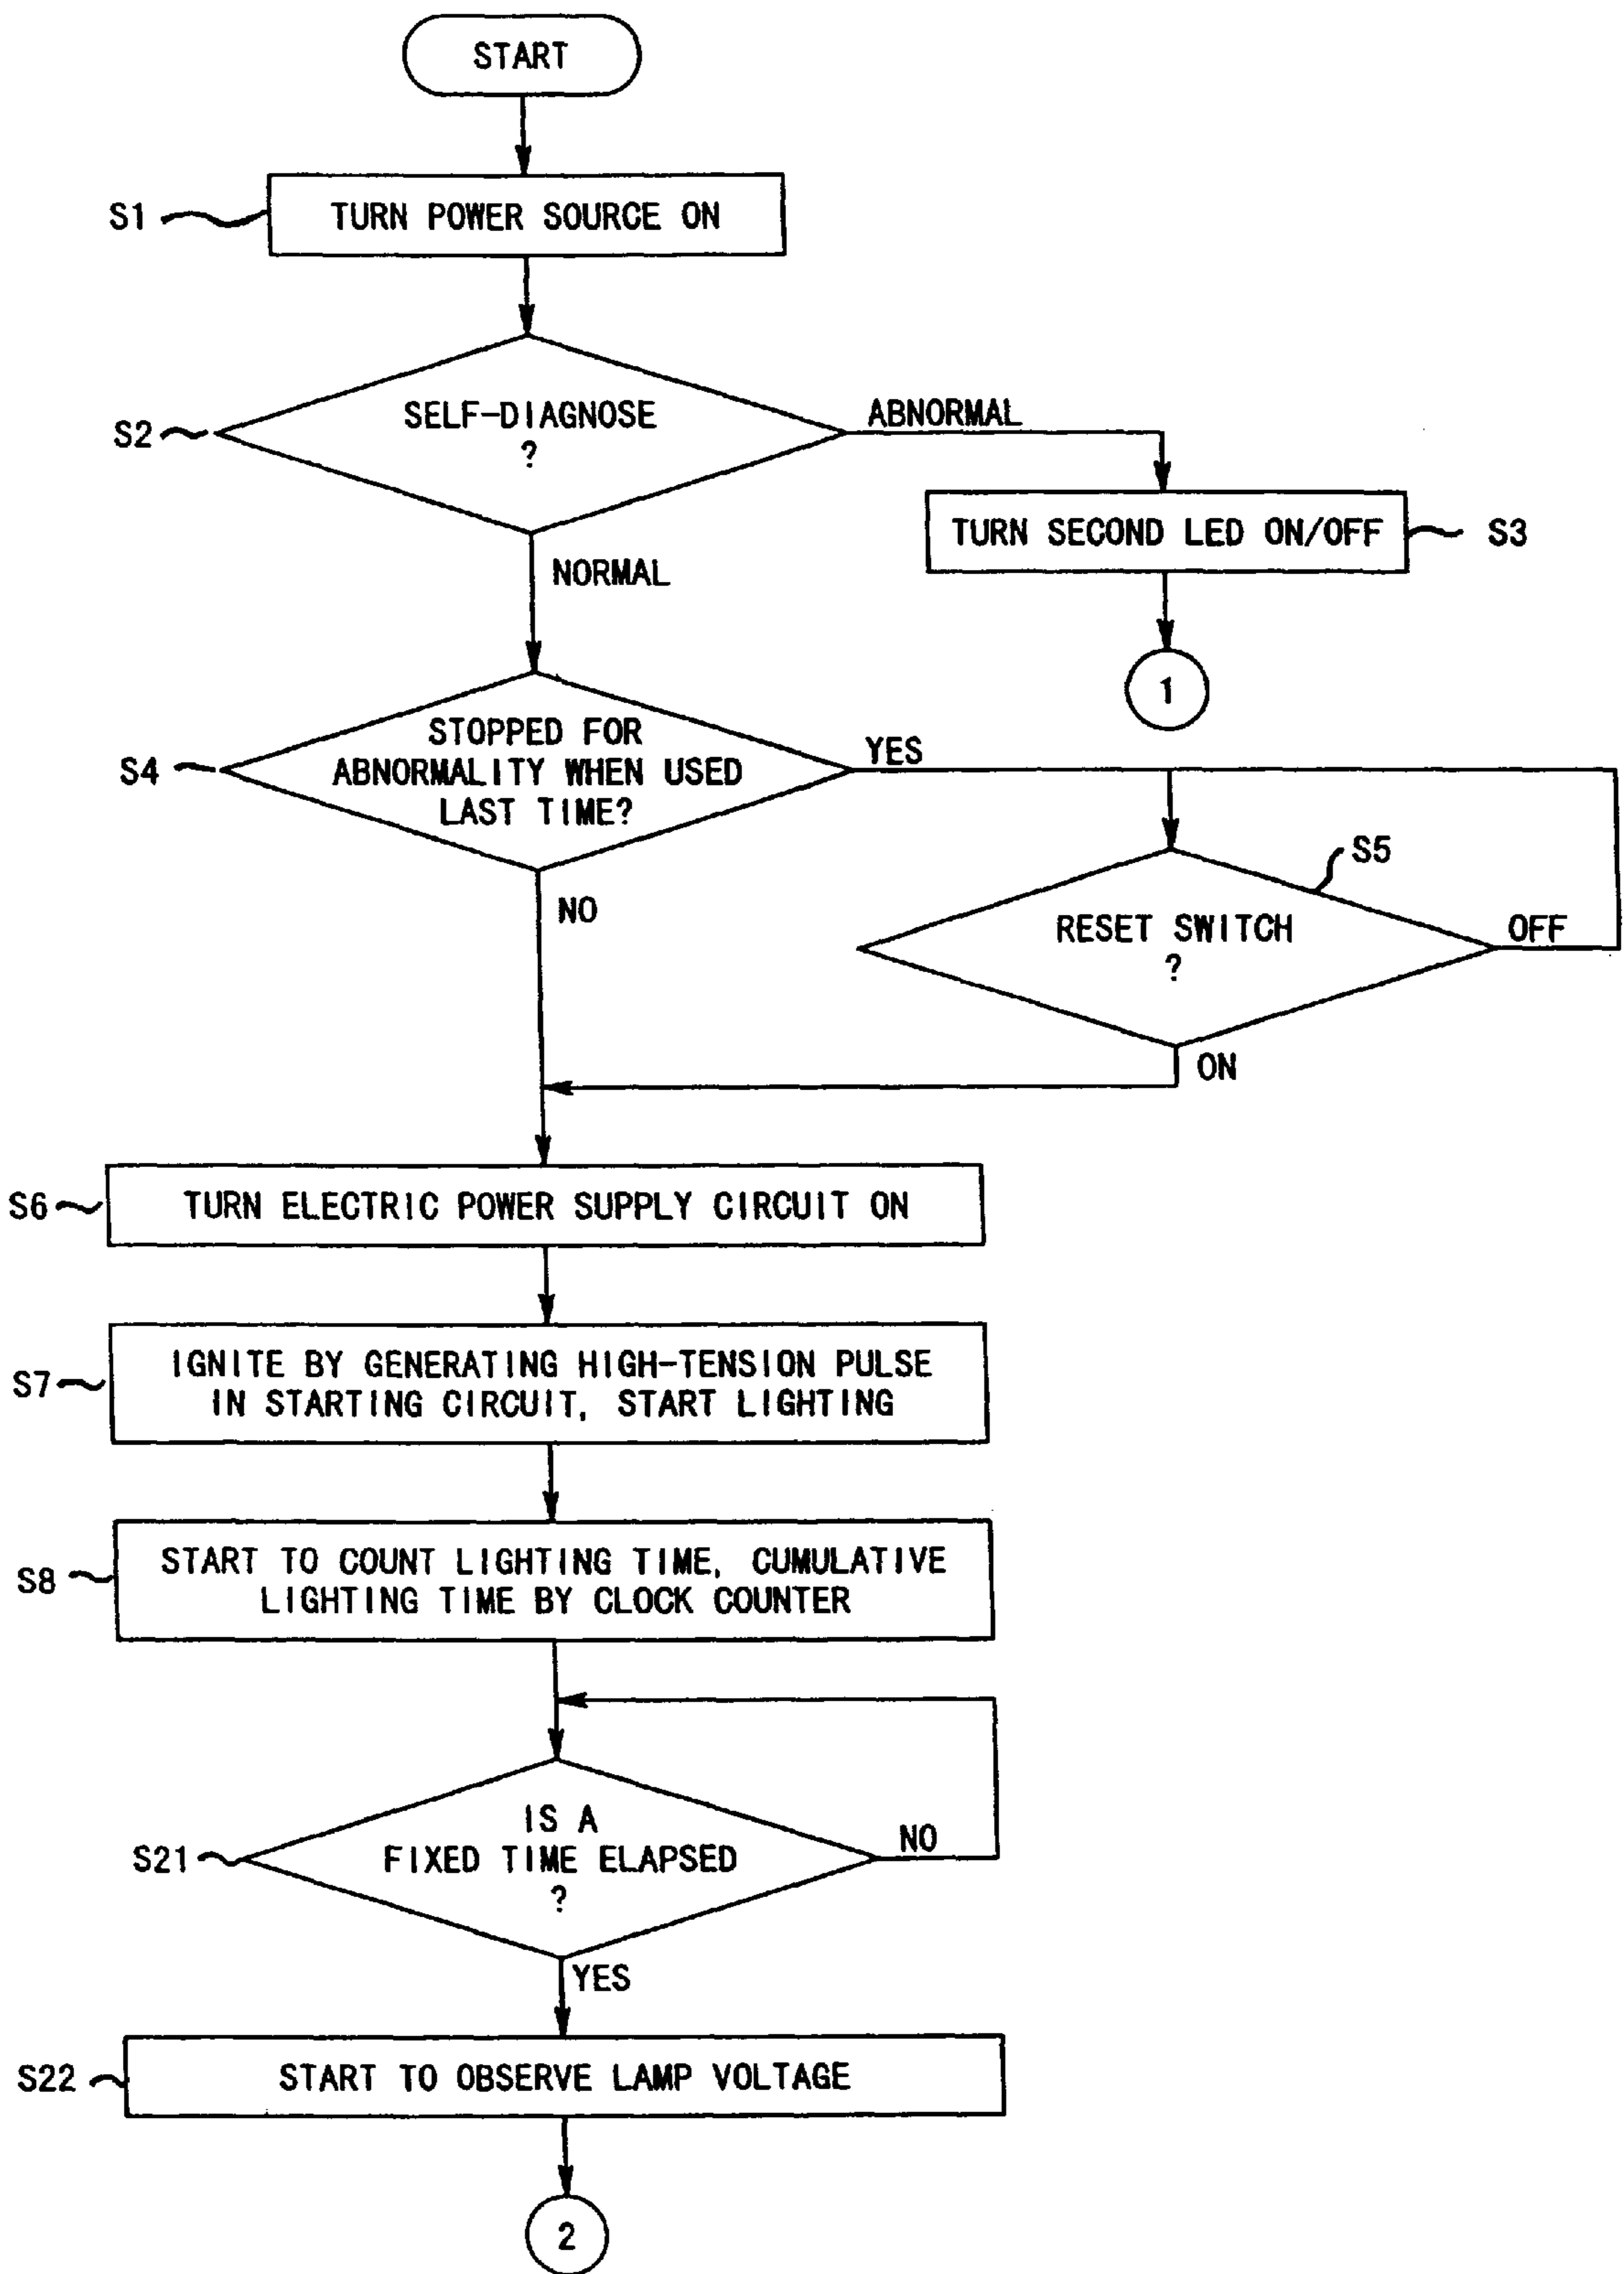 START
S1
TURN POWER SOURCE ON
S2
SELF-DIAGNOSE
?
ABNORMAL
TURN SECOND LED ON/OFF
S3
NORMAL
1
S4
STOPPED FOR
ABNORMALITY WHEN USED
LAST TIME?
YES
S5
NO
RESET SWITCH
?
OFF
ON
S6
TURN ELECTRIC POWER SUPPLY CIRCUIT ON
S7
IGNITE BY GENERATING HIGH-TENSION PULSE
IN STARTING CIRCUIT, START LIGHTING
S8
START TO COUNT LIGHTING TIME, CUMULATIVE
LIGHTING TIME BY CLOCK COUNTER
S21
IS A
FIXED TIME ELAPSED
?
NO
YES
S22
START TO OBSERVE LAMP VOLTAGE
2